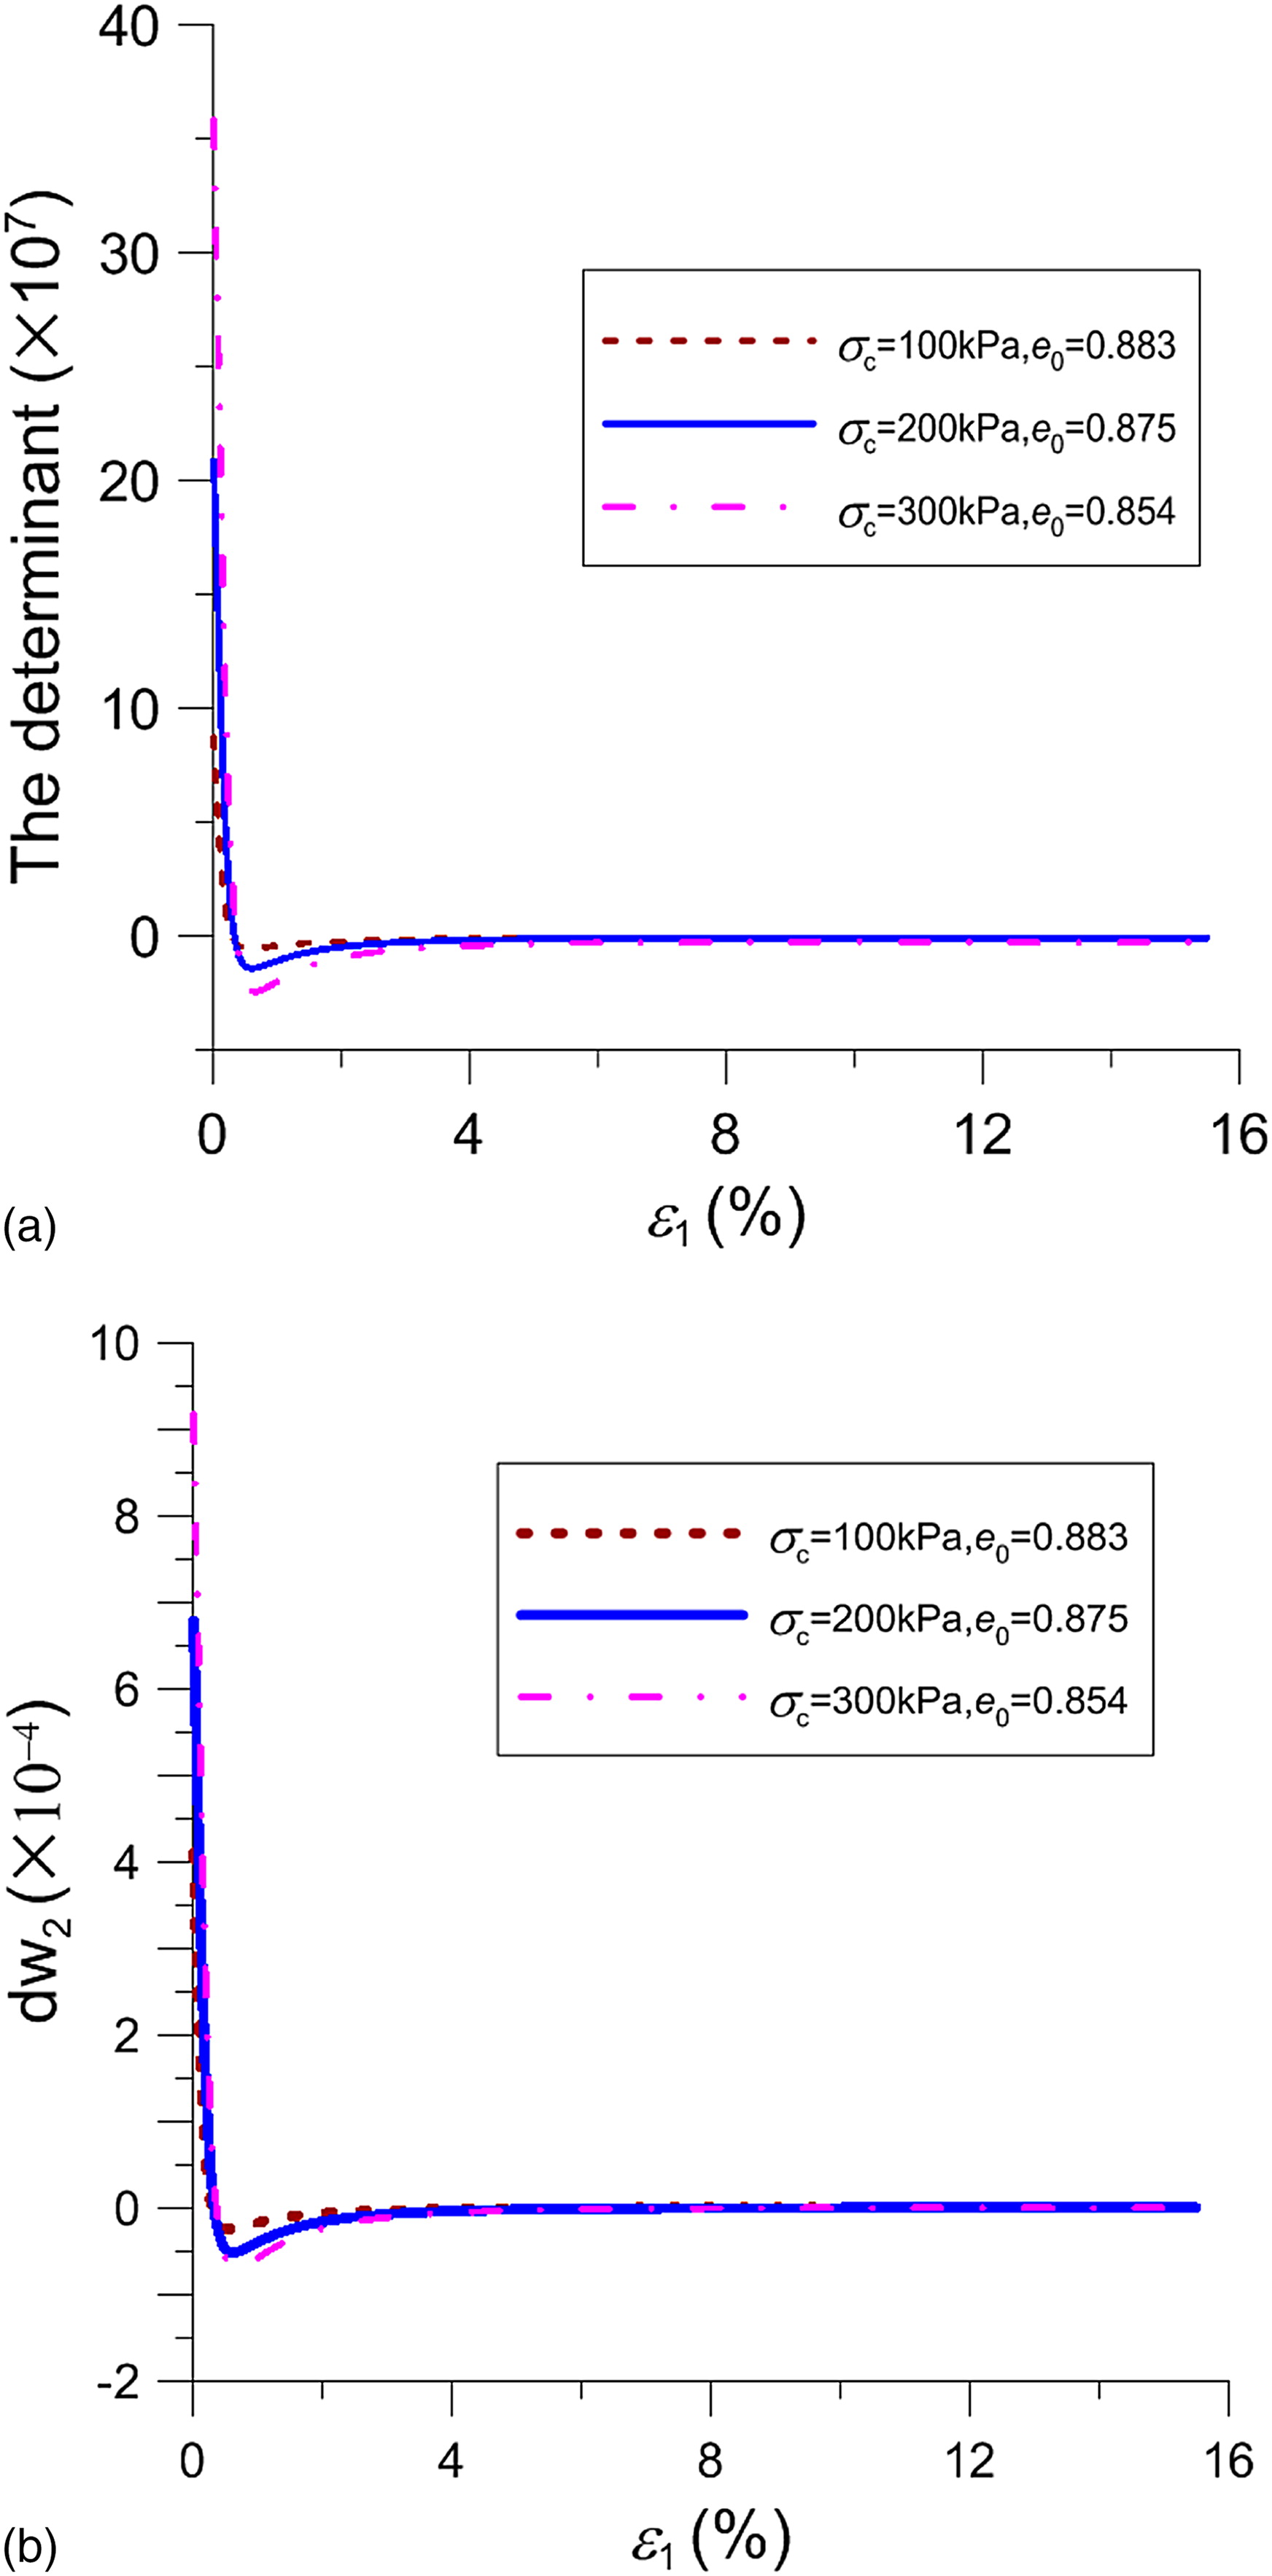 40
30
20
10
0
The determinant (×10⁷)
σc=100kPa,e0=0.883
σc=200kPa,e0=0.875
σc=300kPa,e0=0.854
0 4 8 12 16
ε1 (%)
(a)
10
8
6
4
2
0
-2
dw2 (×10⁻⁴)
σc=100kPa,e0=0.883
σc=200kPa,e0=0.875
σc=300kPa,e0=0.854
0 4 8 12 16
ε1 (%)
(b)